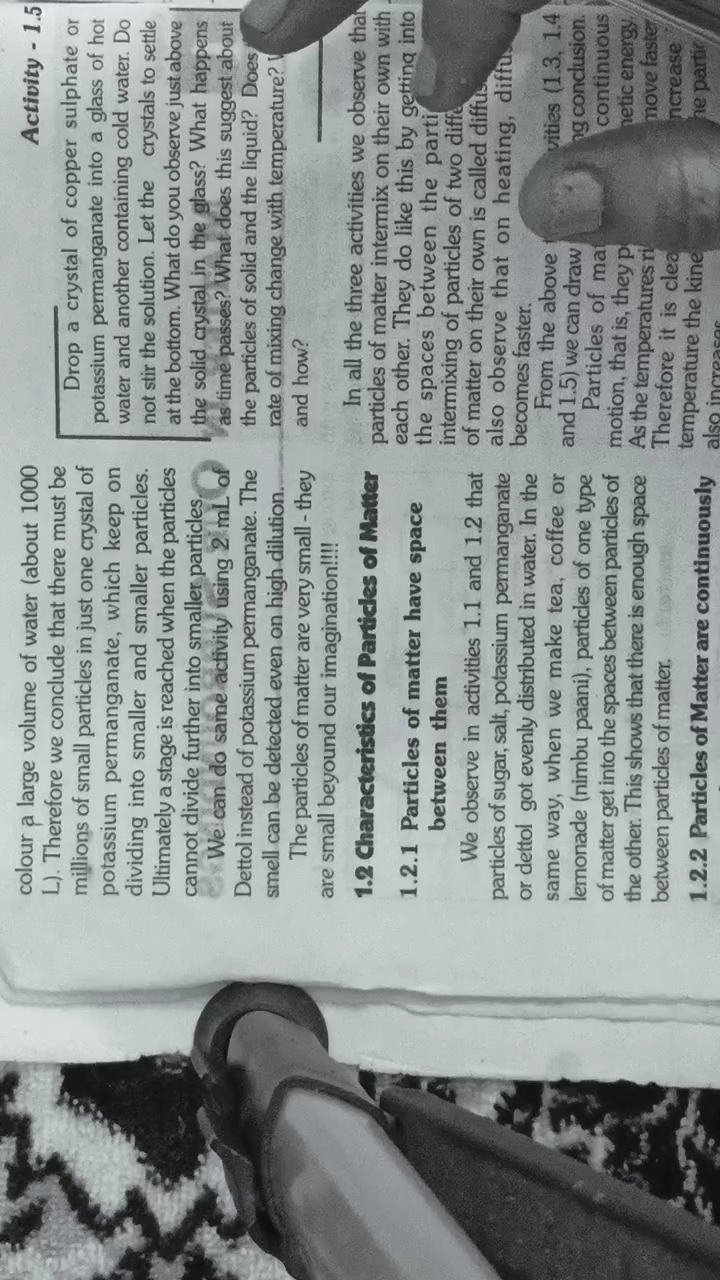 colour a large volume of water (about 1000
L). Therefore we conclude that there must be
millions of small particles in just one crystal of
potassium permanganate, which keep on
dividing into smaller and smaller particles.
Ultimately a stage is reached when the particles
cannot divide further into smaller particles.
We can do same activity using 2 mL of
Dettol instead of potassium permanganate. The
smell can be detected even on high dilution.
The particles of matter are very small - they
are small beyound our imagination!!!!
1.2 Characteristics of Particles of Matter
1.2.1 Particles of matter have space
between them
We observe in activities 1.1 and 1.2 that
particles of sugar, salt, potassium permanganate
or dettol got evenly distributed in water. In the
same way, when we make tea, coffee or
lemonade (nimbu paani), particles of one type
of matter get into the spaces between particles of
the other. This shows that there is enough space
between particles of matter.
1.2.2 Particles of Matter are continuously
Activity - 1.5
Drop a crystal of copper sulphate or
potassium permanganate into a glass of hot
water and another containing cold water. Do
not stir the solution. Let the crystals to settle
at the bottom. What do you observe just above
the solid crystal in the glass? What happens
as time passes? What does this suggest about
the particles of solid and the liquid? Does
rate of mixing change with temperature?
and how?
In all the three activities we observe that
particles of matter intermix on their own with
each other. They do like this by getting into
the spaces between the
intermixing of particles of two
of matter on their own is called
also observe that on heating,
becomes faster.
From the above (1.3, 1.4
and 1.5) we can draw conclusion.
Particles of continuous
motion, that is, they energy.
As the temperatures move faster
Therefore it is
temperature the
also increases